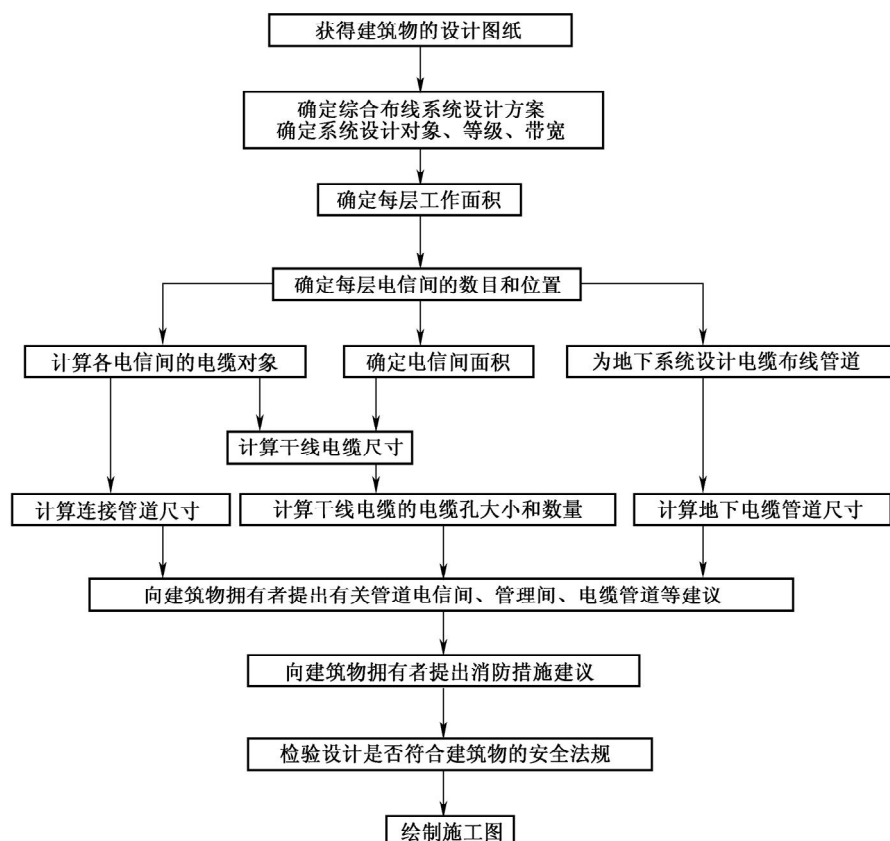 获得建筑物的设计图纸
确定综合布线系统设计方案
确定系统设计对象、等级、带宽
确定每层工作面积
确定每层电信间的数目和位置
计算各电信间的电缆对象
确定电信间面积
为地下系统设计电缆布线管道
计算干线电缆尺寸
计算连接管道尺寸
计算干线电缆的电缆孔大小和数量
计算地下电缆管道尺寸
向建筑物拥有者提出有关管道电信间、管理间、电缆管道等建议
向建筑物拥有者提出消防措施建议
检验设计是否符合建筑物的安全法规
绘制施工图